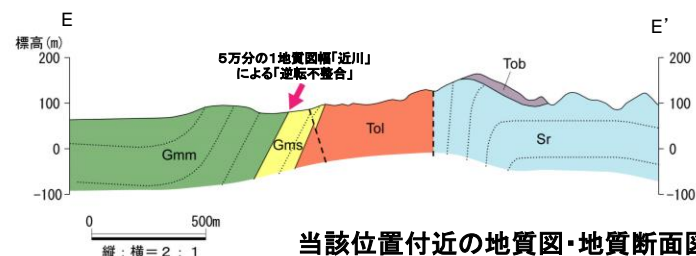 E
E'
標高(m)
200
100
0
-100
5万分の1地質図幅「近川」
による「逆転不整合」
Tob
Gmm
Gms
Tol
Sr
200
100
0
-100
0 500m
縦:横=2:1
当該位置付近の地質図・地質断面図